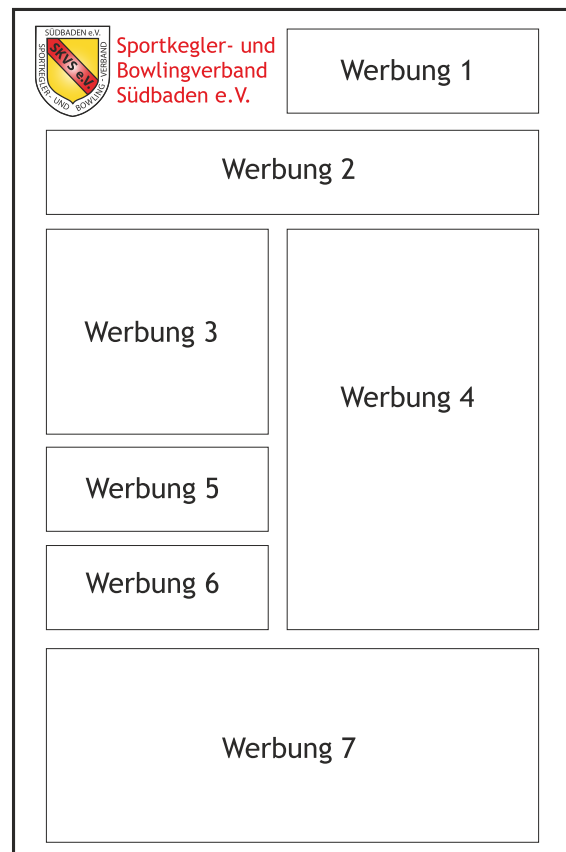 SÜDBADEN e.V.
SPORTKEGLER- UND BOWLING - VERBAND
SKVS e.V.
Sportkegler- und
Bowlingverband
Südbaden e.V.
Werbung 1
Werbung 2
Werbung 3
Werbung 4
Werbung 5
Werbung 6
Werbung 7